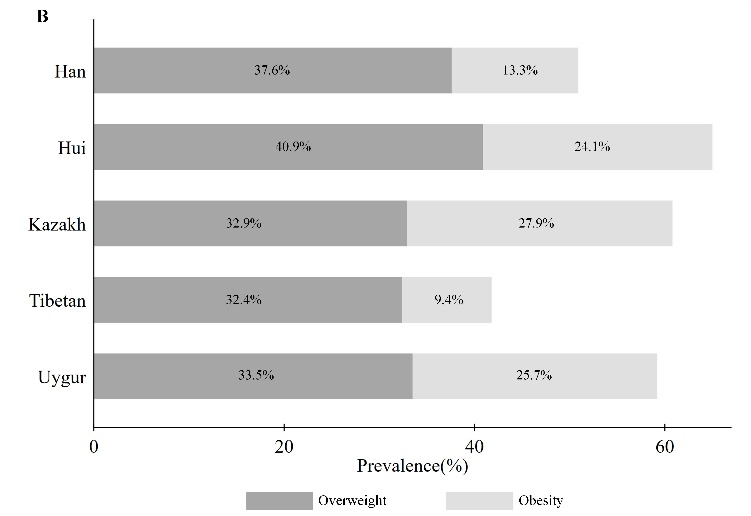 B
Han 37.6% 13.3%
Hui 40.9% 24.1%
Kazakh 32.9% 27.9%
Tibetan 32.4% 9.4%
Uygur 33.5% 25.7%
0 20 40 60
Prevalence(%)
Overweight Obesity